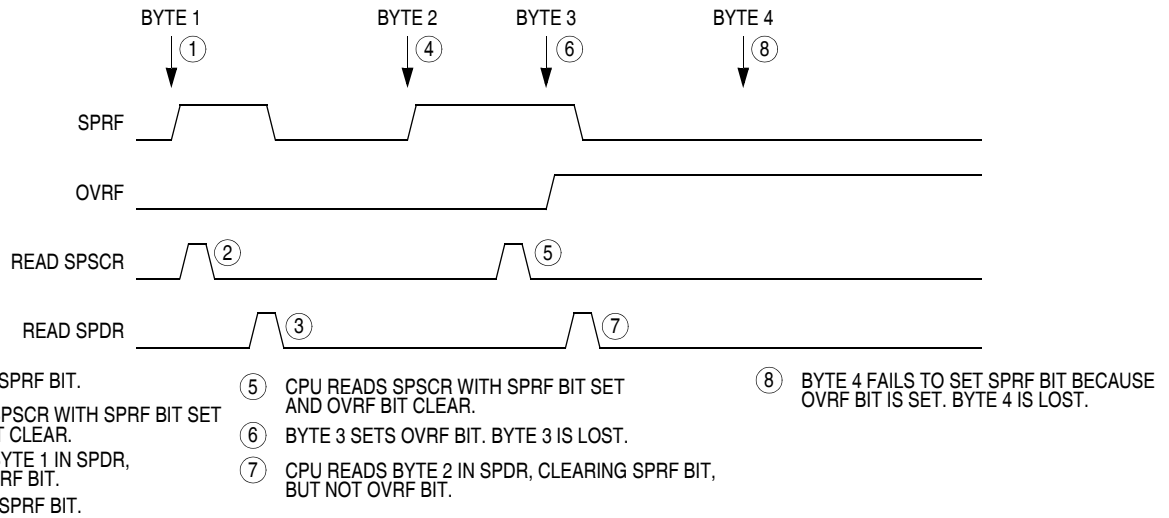 BYTE 1 BYTE 2 BYTE 3 BYTE 4
1 4 6 8
SPRF
OVRF
READ SPSCR 2 5
READ SPDR 3 7
SPRF BIT.
PSCR WITH SPRF BIT SET
T CLEAR.
YTE 1 IN SPDR,
RF BIT.
SPRF BIT.
5 CPU READS SPSCR WITH SPRF BIT SET
AND OVRF BIT CLEAR.
6 BYTE 3 SETS OVRF BIT. BYTE 3 IS LOST.
7 CPU READS BYTE 2 IN SPDR, CLEARING SPRF BIT,
BUT NOT OVRF BIT.
8 BYTE 4 FAILS TO SET SPRF BIT BECAUSE
OVRF BIT IS SET. BYTE 4 IS LOST.